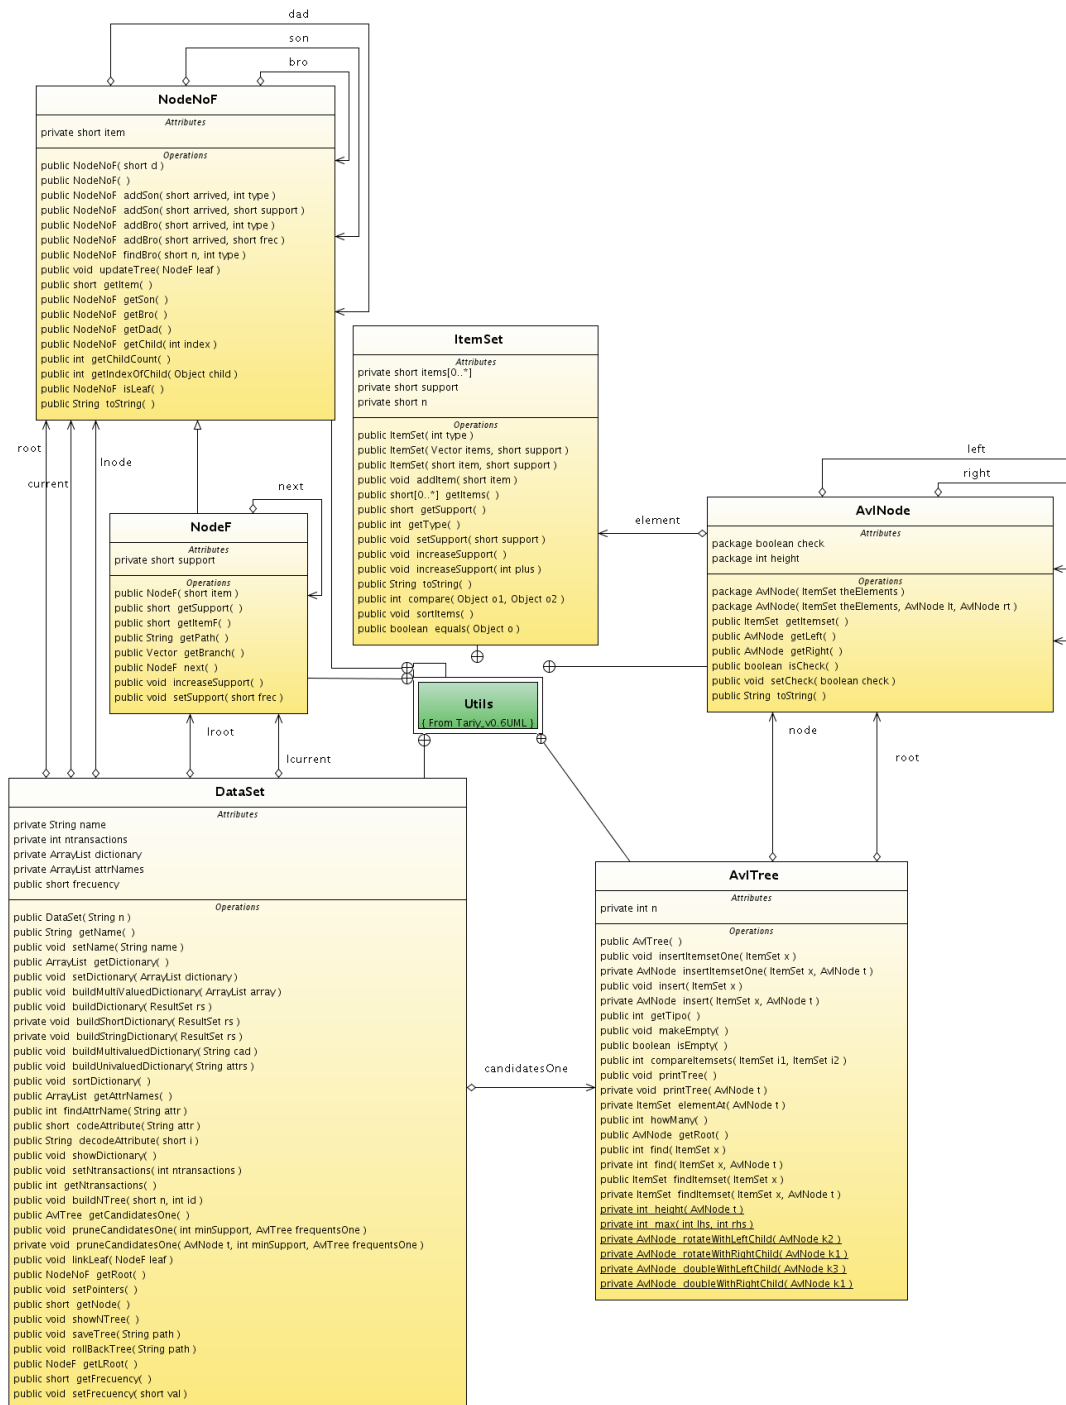 dad
son
bro
NodeNoF
Attributes
private short item
Operations
public NodeNoF( short d )
public NodeNoF(  )
public NodeNoF  addSon( short arrived, int type )
public NodeNoF  addSon( short arrived, short support )
public NodeNoF  addBro( short arrived, int type )
public NodeNoF  addBro( short arrived, short frec )
public NodeNoF  findBro( short n, int type )
public void  updateTree( NodeF leaf )
public short  getItem(  )
public NodeNoF  getSon(  )
public NodeNoF  getBro(  )
public NodeNoF  getDad(  )
public NodeNoF  getChild( int index )
public int  getChildCount(  )
public int  getIndexOfChild( Object child )
public NodeNoF  isLeaf(  )
public String  toString(  )
root
current
lnode
next
NodeF
Attributes
private short support
Operations
public NodeF( short item )
public short  getSupport(  )
public short  getItemF(  )
public String  getPath(  )
public Vector  getBranch(  )
public NodeF  next(  )
public void  increaseSupport(  )
public void  setSupport( short frec )
lroot
lcurrent
ItemSet
Attributes
private short items[0..*]
private short support
private short n
Operations
public ItemSet( int type )
public ItemSet( Vector items, short support )
public ItemSet( short item, short support )
public void  addItem( short item )
public short[0..*]  getItems(  )
public short  getSupport(  )
public int  getType(  )
public void  setSupport( short support )
public void  increaseSupport(  )
public void  increaseSupport( int plus )
public String  toString(  )
public int  compare( Object o1, Object o2 )
public void  sortItems(  )
public boolean  equals( Object o )
element
left
right
AvlNode
Attributes
package boolean check
package int height
Operations
package AvlNode( ItemSet theElements )
package AvlNode( ItemSet theElements, AvlNode lt, AvlNode rt )
public ItemSet  getItemset(  )
public AvlNode  getLeft(  )
public AvlNode  getRight(  )
public boolean  isCheck(  )
public void  setCheck( boolean check )
public String  toString(  )
Utils
{ From Tariy_v0.6UML }
node
root
DataSet
Attributes
private String name
private int ntransactions
private ArrayList dictionary
private ArrayList attrNames
public short frecuency
Operations
public DataSet( String n )
public String  getName(  )
public void  setName( String name )
public ArrayList  getDictionary(  )
public void  setDictionary( ArrayList dictionary )
public void  buildMultiValuedDictionary( ArrayList array )
public void  buildDictionary( ResultSet rs )
private void  buildShortDictionary( ResultSet rs )
private void  buildStringDictionary( ResultSet rs )
public void  buildMultivaluedDictionary( String cad )
public void  buildUnivaluedDictionary( String attrs )
public void  sortDictionary(  )
public ArrayList  getAttrNames(  )
public int  findAttrName( String attr )
public short  codeAttribute( String attr )
public String  decodeAttribute( short i )
public void  showDictionary(  )
public void  setNtransactions( int ntransactions )
public int  getNtransactions(  )
public void  buildNTree( short n, int id )
public AvlTree  getCandidatesOne(  )
public void  pruneCandidatesOne( int minSupport, AvlTree frequentsOne )
private void  pruneCandidatesOne( AvlNode t, int minSupport, AvlTree frequentsOne )
public void  linkLeaf( NodeF leaf )
public NodeNoF  getRoot(  )
public void  setPointers(  )
public short  getNode(  )
public void  showNTree(  )
public void  saveTree( String path )
public void  rollBackTree( String path )
public NodeF  getLRoot(  )
public short  getFrecuency(  )
public void  setFrecuency( short val )
candidatesOne
AvlTree
Attributes
private int n
Operations
public AvlTree(  )
public void  insertItemsetOne( ItemSet x )
private AvlNode  insertItemsetOne( ItemSet x, AvlNode t )
public void  insert( ItemSet x )
private AvlNode  insert( ItemSet x, AvlNode t )
public int  getTipo(  )
public void  makeEmpty(  )
public boolean  isEmpty(  )
public int  compareItemsets( ItemSet i1, ItemSet i2 )
public void  printTree(  )
private void  printTree( AvlNode t )
private ItemSet  elementAt( AvlNode t )
public int  howMany(  )
public AvlNode  getRoot(  )
public int  find( ItemSet x )
private int  find( ItemSet x, AvlNode t )
public ItemSet  findItemset( ItemSet x )
private ItemSet  findItemset( ItemSet x, AvlNode t )
private int  height( AvlNode t )
private int  max( int lhs, int rhs )
private AvlNode  rotateWithLeftChild( AvlNode k2 )
private AvlNode  rotateWithRightChild( AvlNode k1 )
private AvlNode  doubleWithLeftChild( AvlNode k3 )
private AvlNode  doubleWithRightChild( AvlNode k1 )